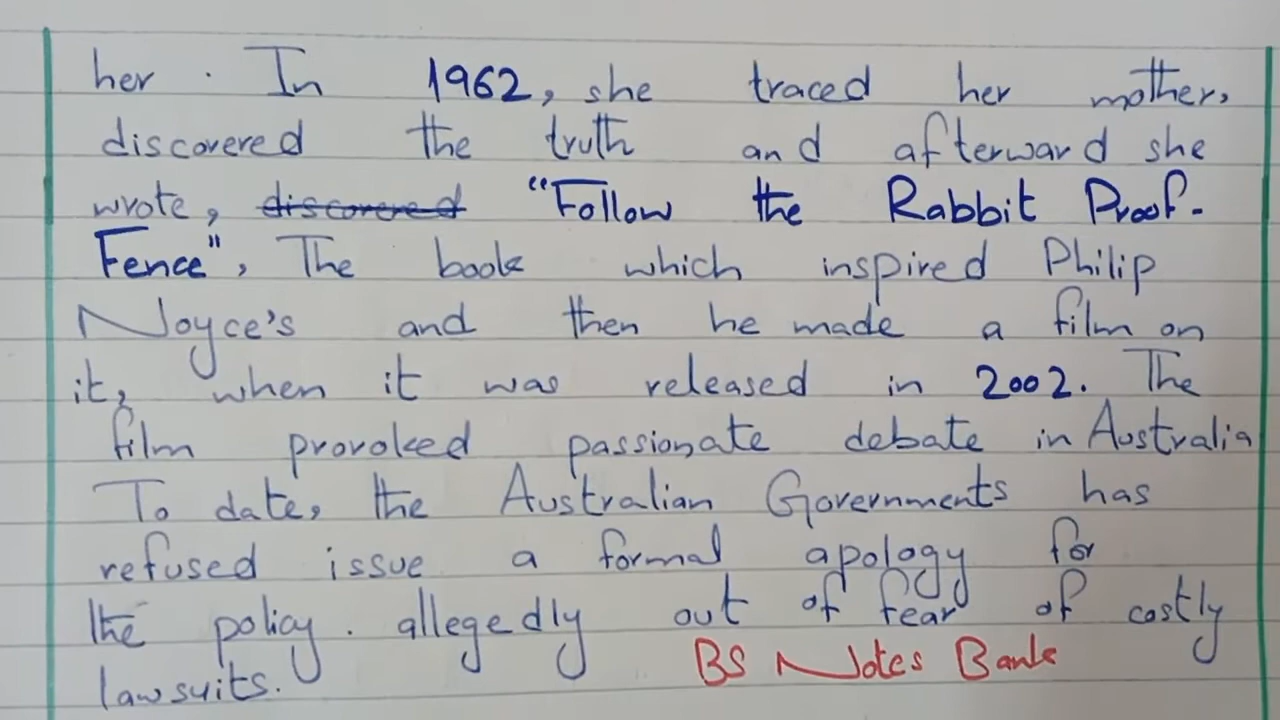 her . In 1962, she traced her mother,
discovered the truth and afterward she
wrote, discovered "Follow the Rabbit Proof-
Fence", The book which inspired Philip
Noyce's and then he made a film on
it, when it was released in 2002. The
film provoked passionate debate in Australia
To date, the Australian Governments has
refused issue a formal apology for
the policy. allegedly out of fear of costly
lawsuits.
BS Notes Bank